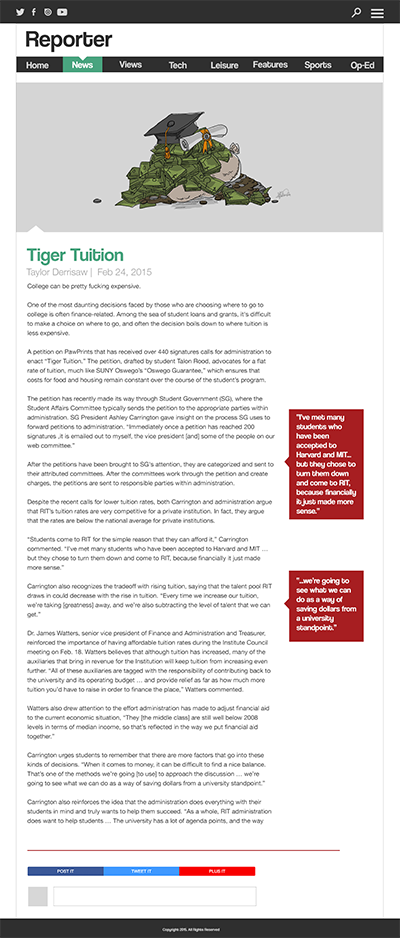 Reporter
Home News Views Tech Leisure Features Sports Op-Ed
Tiger Tuition
Taylor Derrisaw | Feb 24, 2015
College can be pretty fucking expensive.
One of the most daunting decisions faced by those who are choosing where to go to
college is often finance-related. Among the sea of student loans and grants, it's difficult
to make a choice on where to go, and often the decision boils down to where tuition is
less expensive.
A petition on PawPrints that has received over 440 signatures calls for administration to
enact "Tiger Tuition." The petition, drafted by student Talon Rood, advocates for a flat
rate of tuition, much like SUNY Oswego's "Oswego Guarantee," which ensures that
costs for food and housing remain constant over the course of the student's program.
The petition has recently made its way through Student Government (SG), where the
Student Affairs Committee typically sends the petition to the appropriate parties within
administration. SG President Ashley Carrington gave insight on the process SG uses to
forward petitions to administration. "Immediately once a petition has reached 200
signatures ,it is emailed out to myself, the vice president [and] some of the people on our
web committee."
After the petitions have been brought to SG's attention, they are categorized and sent to
their attributed committees. After the committees work through the petition and create
charges, the petitions are sent to responsible parties within administration.
Despite the recent calls for lower tuition rates, both Carrington and administration argue
that RIT's tuition rates are very competitive for a private institution. In fact, they argue
that the rates are below the national average for private institutions.
"Students come to RIT for the simple reason that they can afford it," Carrington
commented. "I've met many students who have been accepted to Harvard and MIT …
but they chose to turn them down and come to RIT, because financially it just made
more sense."
Carrington also recognizes the tradeoff with rising tuition, saying that the talent pool RIT
draws in could decrease with the rise in tuition. "Every time we increase our tuition,
we're taking [greatness] away, and we're also subtracting the level of talent that we can
get."
Dr. James Watters, senior vice president of Finance and Administration and Treasurer,
reinforced the importance of having affordable tuition rates during the Institute Council
meeting on Feb. 18. Watters believes that although tuition has increased, many of the
auxiliaries that bring in revenue for the Institution will keep tuition from increasing even
further. "All of these auxiliaries are tagged with the responsibility of contributing back to
the university and its operating budget … and provide relief as far as how much more
tuition you'd have to raise in order to finance the place," Watters commented.
Watters also drew attention to the effort administration has made to adjust financial aid
to the current economic situation, "They [the middle class] are still well below 2008
levels in terms of median income, so that's reflected in the way we put financial aid
together."
Carrington urges students to remember that there are more factors that go into these
kinds of decisions. "When it comes to money, it can be difficult to find a nice balance.
That's one of the methods we're going [to use] to approach the discussion … we're
going to see what we can do as a way of saving dollars from a university standpoint."
Carrington also reinforces the idea that the administration does everything with their
students in mind and truly wants to help them succeed. "As a whole, RIT administration
does want to help students … The university has a lot of agenda points, and the way
"I've met many
students who
have been
accepted to
Harvard and MIT...
but they chose to
turn them down
and come to RIT,
because financially
it just made more
sense."
"...we're going to
see what we can
do as a way of
saving dollars from
a university
standpoint."
POST IT TWEET IT PLUS IT
Copyright 2015. All Rights Reserved